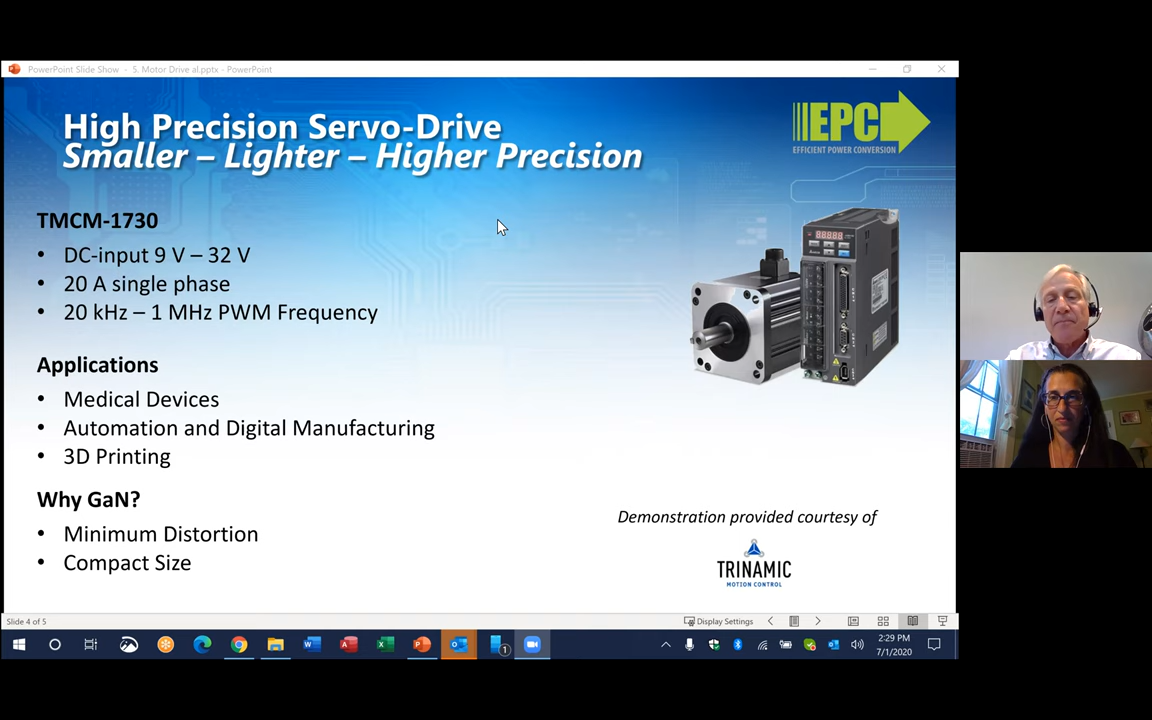 PowerPoint Slide Show - 5. Motor Drive al.pptx - PowerPoint
High Precision Servo-Drive
Smaller – Lighter – Higher Precision
EPC
EFFICIENT POWER CONVERSION
TMCM-1730
• DC-input 9 V – 32 V
• 20 A single phase
• 20 kHz – 1 MHz PWM Frequency
Applications
• Medical Devices
• Automation and Digital Manufacturing
• 3D Printing
Why GaN?
• Minimum Distortion
• Compact Size
Demonstration provided courtesy of
TRINAMIC
MOTION CONTROL
Slide 4 of 5
Display Settings
1
2:29 PM
7/1/2020